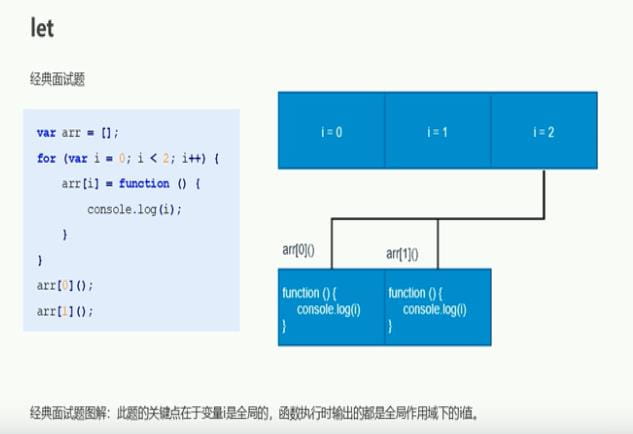 let
经典面试题
var arr = [];
for (var i = 0; i < 2; i++) {
arr[i] = function () {
console.log(i);
}
}
arr[0]();
arr[1]();
i = 0
i = 1
i = 2
arr[0]()
arr[1]()
function () {
console.log(i)
}
function () {
console.log(i)
}
经典面试题图解：此题的关键点在于变量i是全局的，函数执行时输出的都是全局作用域下的i值。